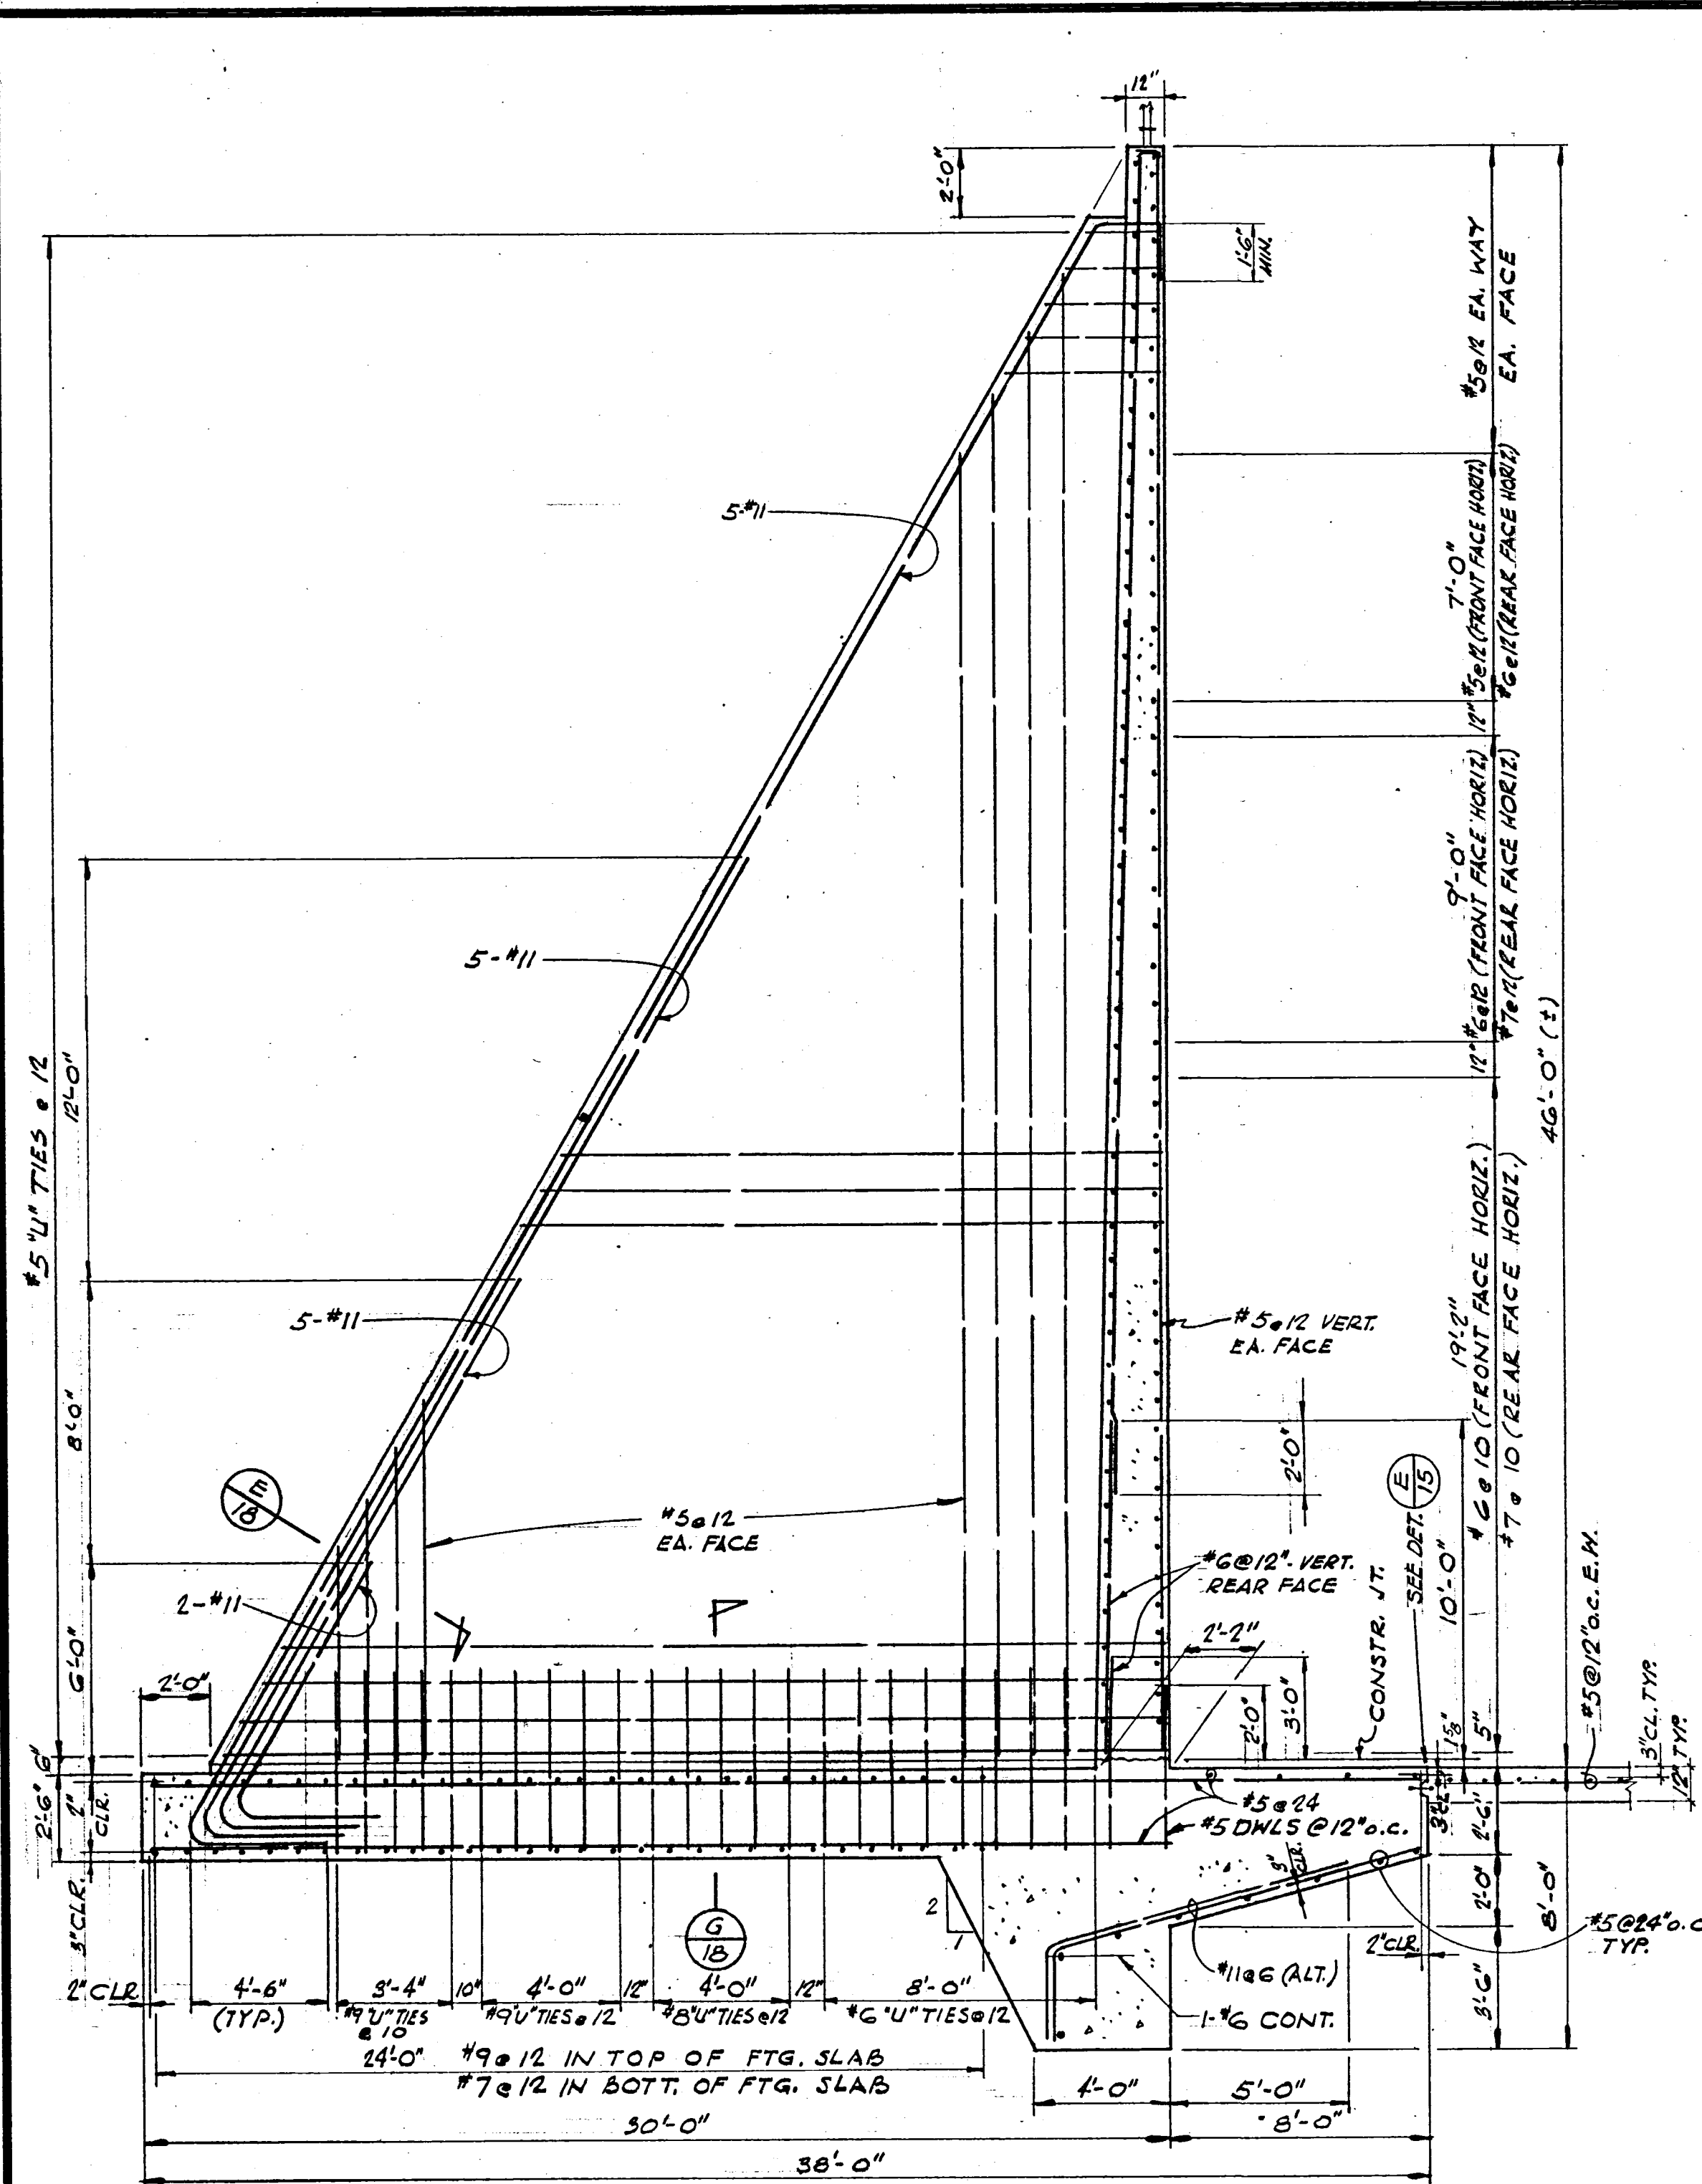 12"
2'-0"
1'-6"
MIN.
#5@12 EA. WAY
EA. FACE
5-#11
7'-0"
#5@12 (FRONT FACE HORIZ)
#6@12 (REAR FACE HORIZ)
12"
5-#11
9'-0"
#6@12 (FRONT FACE HORIZ)
#7@12 (REAR FACE HORIZ.)
12"
46'-0" (±)
#5 "U" TIES @ 12
12'-0"
5-#11
8'-0"
#5@12 VERT.
EA. FACE
19'-2"
#6@10 (FRONT FACE HORIZ.)
#7@10 (REAR FACE HORIZ.)
2'-0"
E
18
#5@12
EA. FACE
#6@12"-VERT.
REAR FACE
E
15
SEE DET.
10'-0"
CONSTR. JT.
#5@12"O.C. E.W.
2-#11
6'-0"
2'-0"
2'-2"
2'-0"
3'-0"
1 5/8"
5"
3"CL. TYP.
12" TYP.
6"
2'-6"
2"
CLR.
#5@24
#5 DWLS @12"O.C.
3"CL.
2'-6"
3"
CLR.
3"CLR.
2
1
G
18
2'-0"
8'-0"
#5@24"O.C
TYP.
2"CLR.
#11@6 (ALT.)
3'-6"
1-#6 CONT.
2"CLR
4'-6"
(TYP.)
3'-4"
10"
4'-0"
12"
4'-0"
12"
8'-0"
#9"U"TIES
@ 10
#9"U"TIES@12
#8"U"TIES@12
#6 "U" TIES@12
24'-0"
#9@12 IN TOP OF FTG. SLAB
#7@12 IN BOTT. OF FTG. SLAB
4'-0"
5'-0"
30'-0"
8'-0"
38'-0"